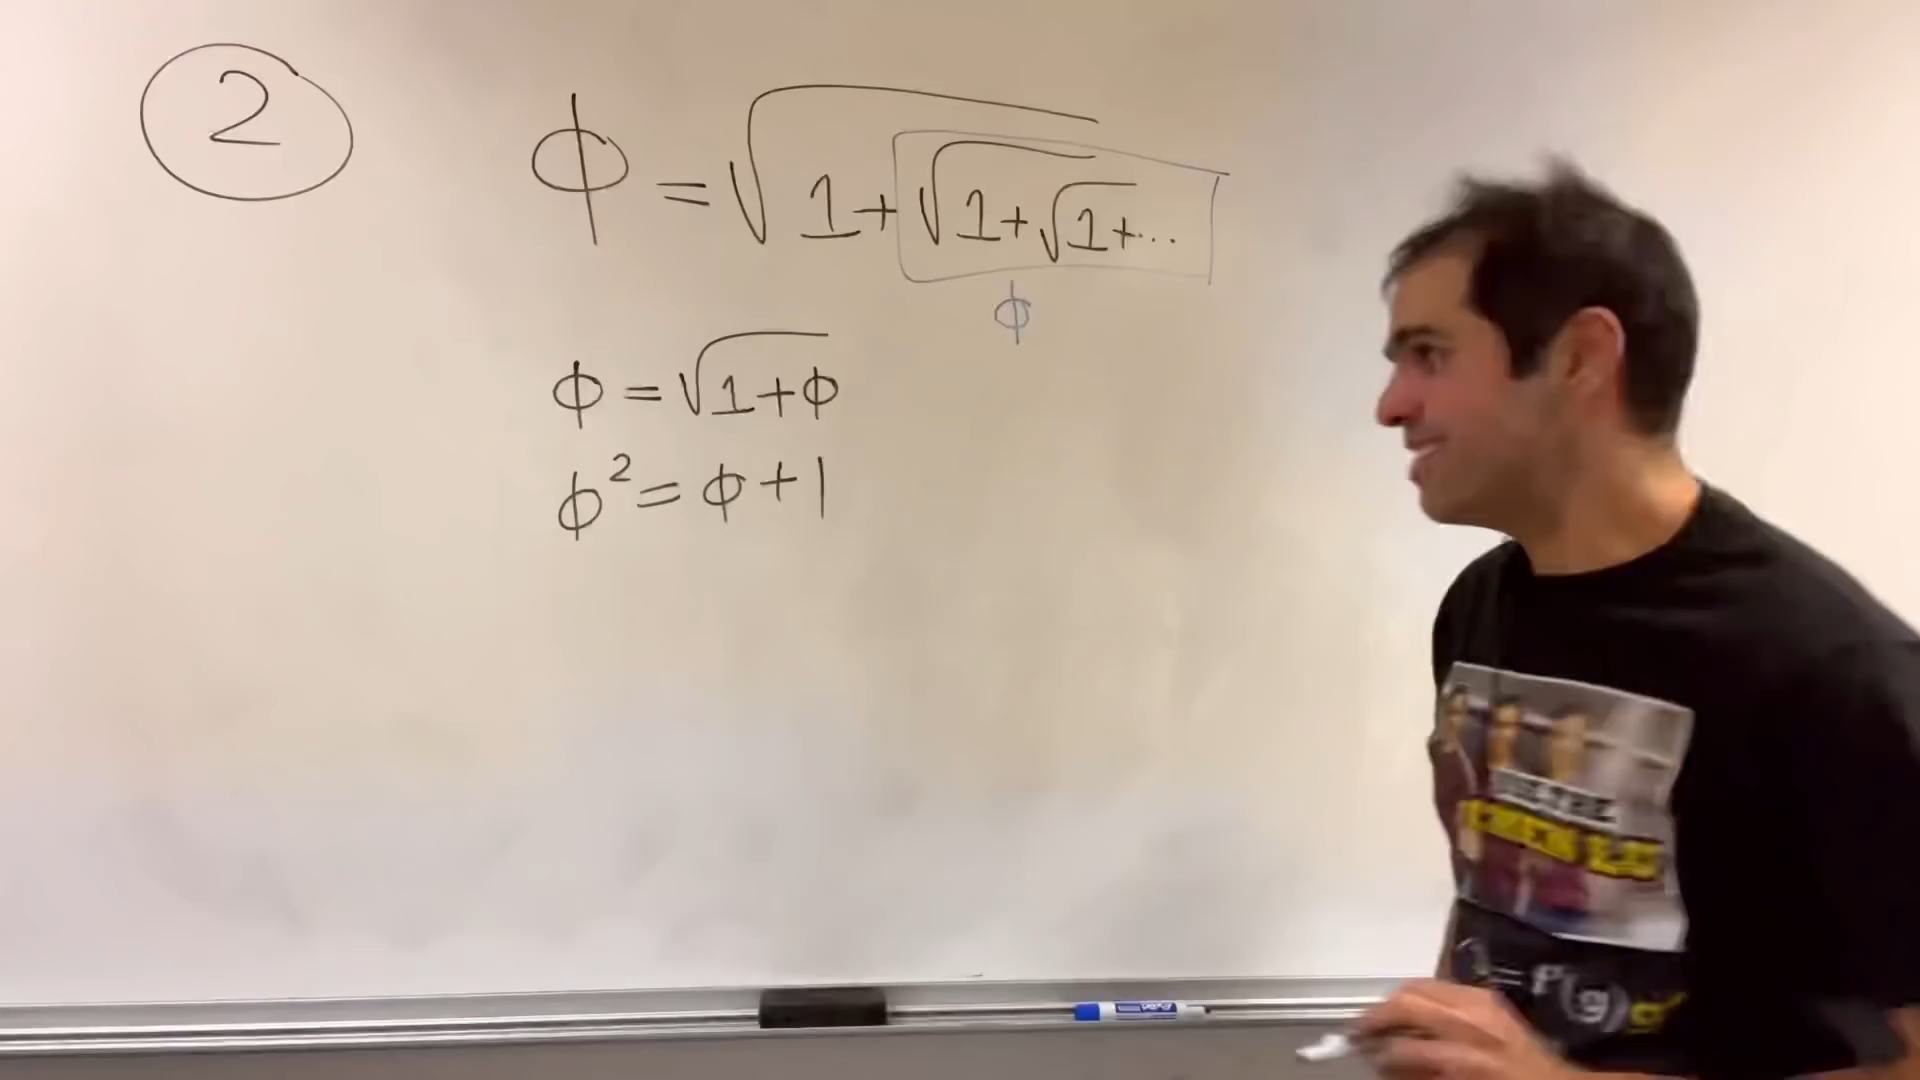 2
ϕ = √1+√1+√1+...
ϕ
ϕ = √1+ϕ
ϕ² = ϕ+1